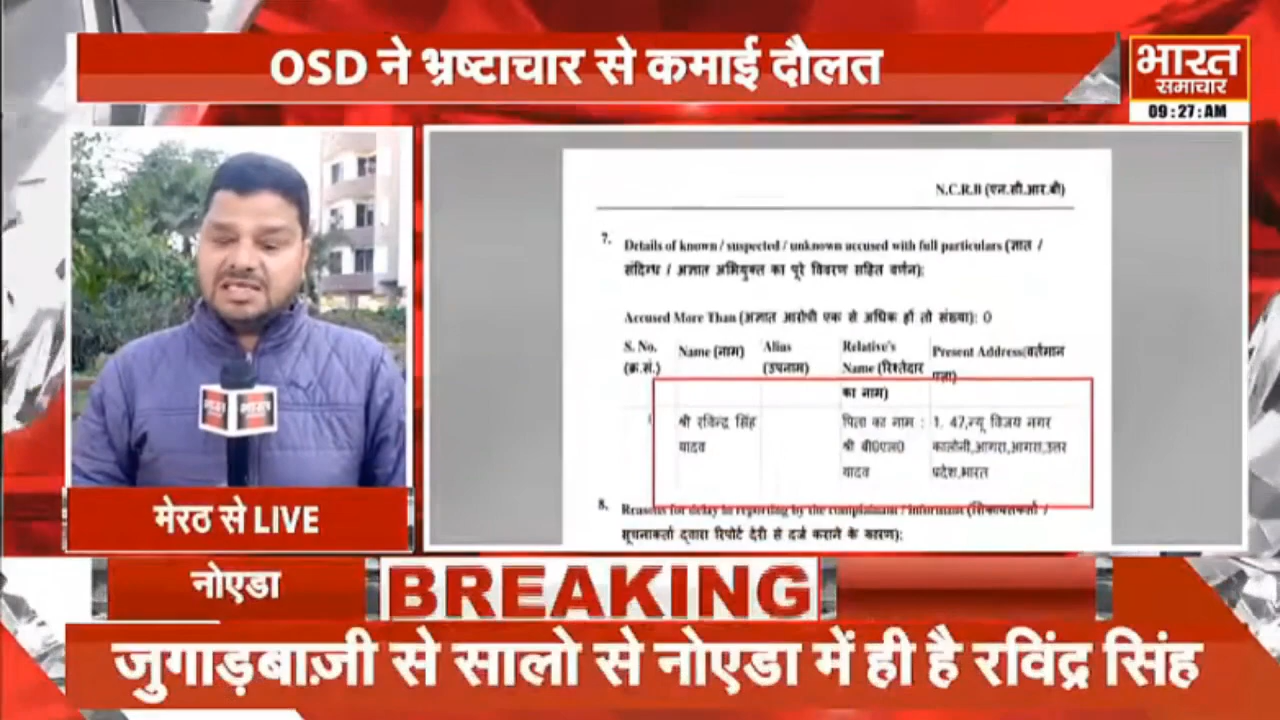 OSD ने भ्रष्टाचार से कमाई दौलत
भारत
समाचार
09:27:AM
N.C.R.B (एन.सी.आर.बी)
7. Details of known / suspected / unknown accused with full particulars (ज्ञात /
संदिग्ध / अज्ञात अभियुक्त का पूरे विवरण सहित वर्णन):
Accused More Than (अज्ञात आरोपी एक से अधिक हों तो संख्या): 0
S. No. (क्र.सं.) Name (नाम) Alias (उपनाम) Relative's Name (रिश्तेदार का नाम) Present Address(वर्तमान पता)
श्री रविन्द्र सिंह यादव पिता का नाम : श्री बी0एल0 यादव 1. 47,न्यू विजय नगर कालोनी,आगरा,आगरा,उत्तर प्रदेश,भारत
8. Reasons for delay in reporting by the complainant / informant (शिकायतकर्ता /
सूचनाकर्ता द्वारा रिपोर्ट देरी से दर्ज कराने के कारण):
भारत
मेरठ से LIVE
नोएडा
BREAKING
जुगाड़बाज़ी से सालो से नोएडा में ही है रविंद्र सिंह